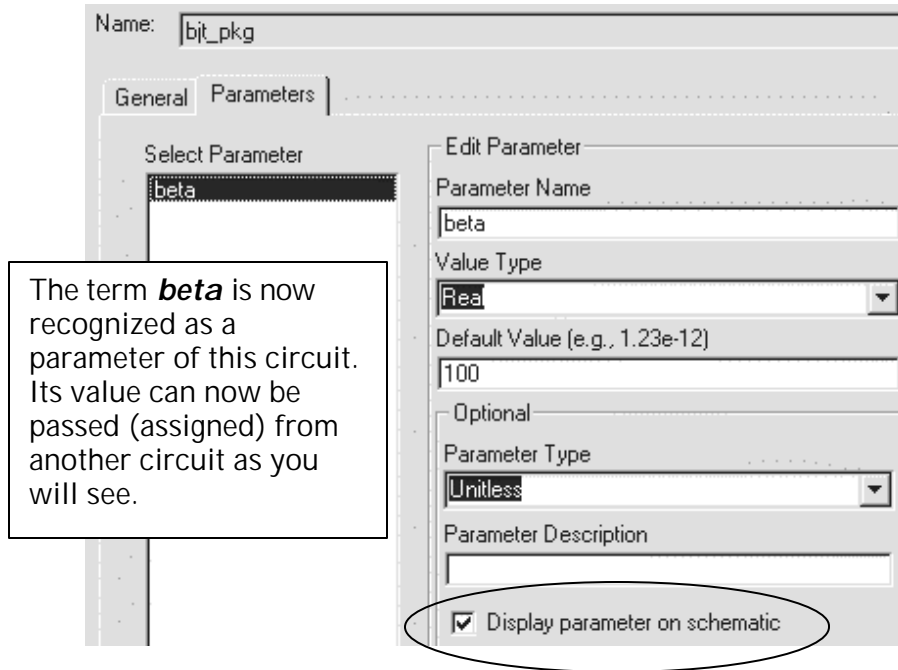 Name: bjt_pkg
General Parameters
Select Parameter
beta
Edit Parameter
Parameter Name
beta
Value Type
Real
Default Value (e.g., 1.23e-12)
100
Optional
Parameter Type
Unitless
Parameter Description
Display parameter on schematic
The term beta is now
recognized as a
parameter of this circuit.
Its value can now be
passed (assigned) from
another circuit as you
will see.